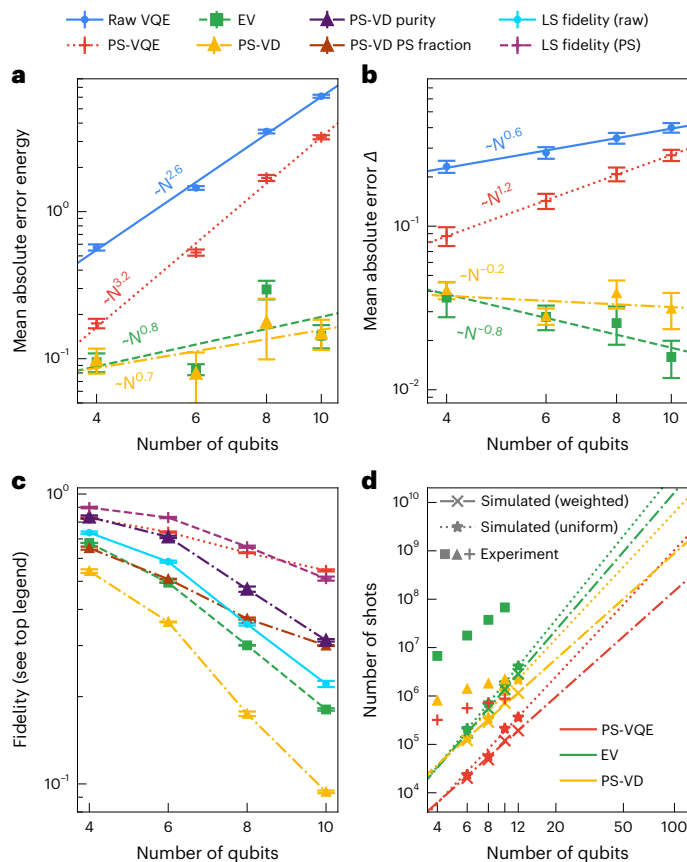 Raw VQE
EV
PS-VD purity
LS fidelity (raw)
PS-VQE
PS-VD
PS-VD PS fraction
LS fidelity (PS)
a
Mean absolute error energy
10⁰
10⁻¹
~N²·⁶
~N³·²
~N⁰·⁸
~N⁰·⁷
4
6
8
10
Number of qubits
b
Mean absolute error Δ
10⁻¹
10⁻²
~N⁰·⁶
~N¹·²
~N⁻⁰·²
~N⁻⁰·⁸
4
6
8
10
Number of qubits
c
Fidelity (see top legend)
10⁰
10⁻¹
4
6
8
10
Number of qubits
d
Number of shots
10¹⁰
10⁹
10⁸
10⁷
10⁶
10⁵
10⁴
Simulated (weighted)
Simulated (uniform)
Experiment
PS-VQE
EV
PS-VD
4
6
8
10
12
20
50
100
Number of qubits